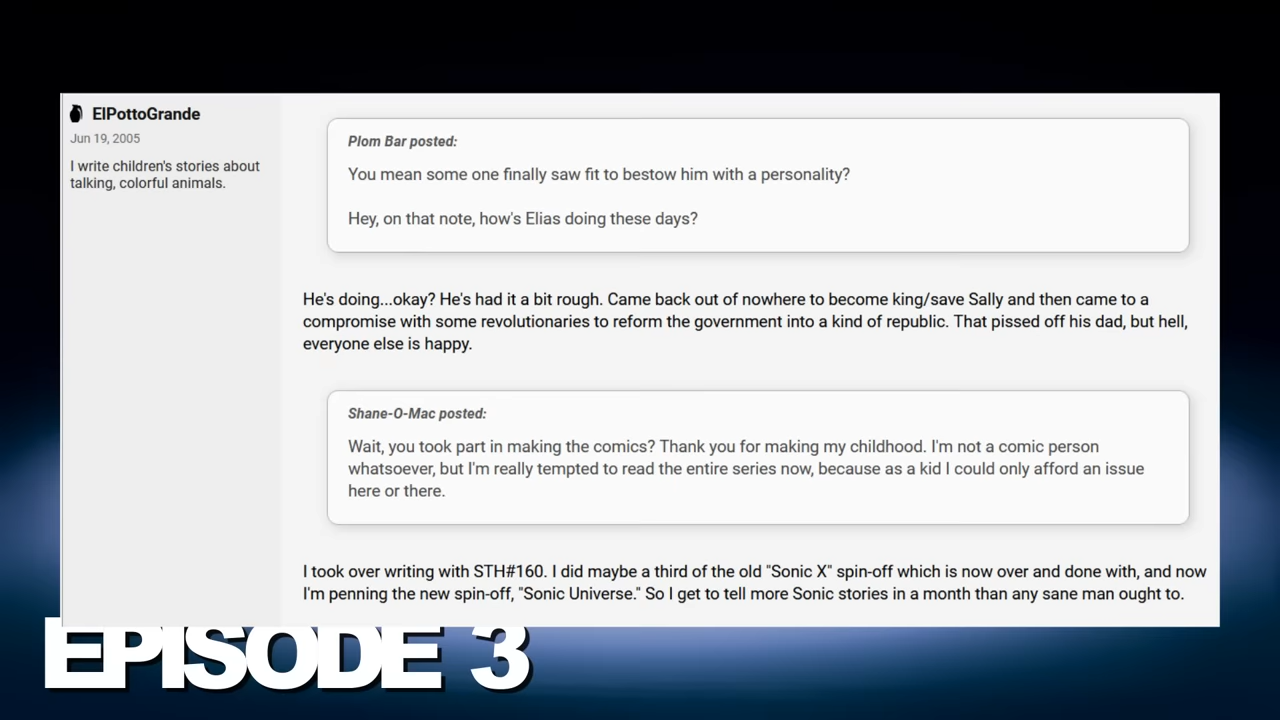 ElPottoGrande
Jun 19, 2005
I write children's stories about
talking, colorful animals.
Plom Bar posted:
You mean some one finally saw fit to bestow him with a personality?
Hey, on that note, how's Elias doing these days?
He's doing...okay? He's had it a bit rough. Came back out of nowhere to become king/save Sally and then came to a
compromise with some revolutionaries to reform the government into a kind of republic. That pissed off his dad, but hell,
everyone else is happy.
Shane-O-Mac posted:
Wait, you took part in making the comics? Thank you for making my childhood. I'm not a comic person
whatsoever, but I'm really tempted to read the entire series now, because as a kid I could only afford an issue
here or there.
I took over writing with STH#160. I did maybe a third of the old "Sonic X" spin-off which is now over and done with, and now
I'm penning the new spin-off, "Sonic Universe." So I get to tell more Sonic stories in a month than any sane man ought to.
EPISODE 3